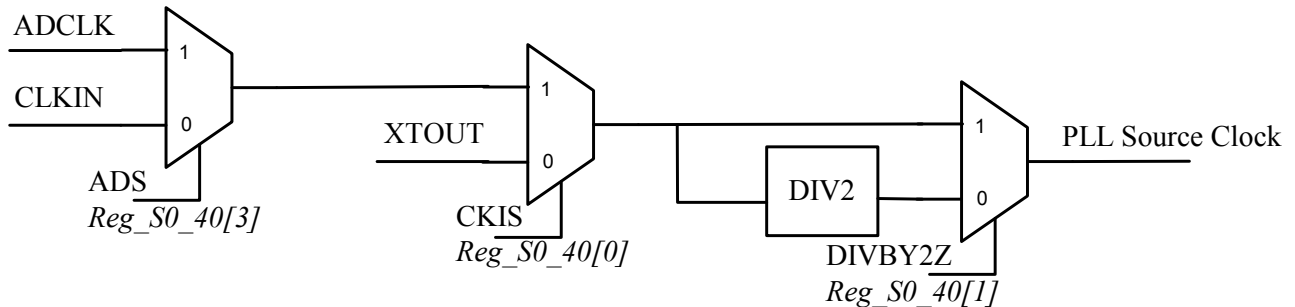 ADCLK
1
CLKIN
0
ADS
Reg_S0_40[3]
1
XTOUT
0
CKIS
Reg_S0_40[0]
1
PLL Source Clock
DIV2
0
DIVBY2Z
Reg_S0_40[1]